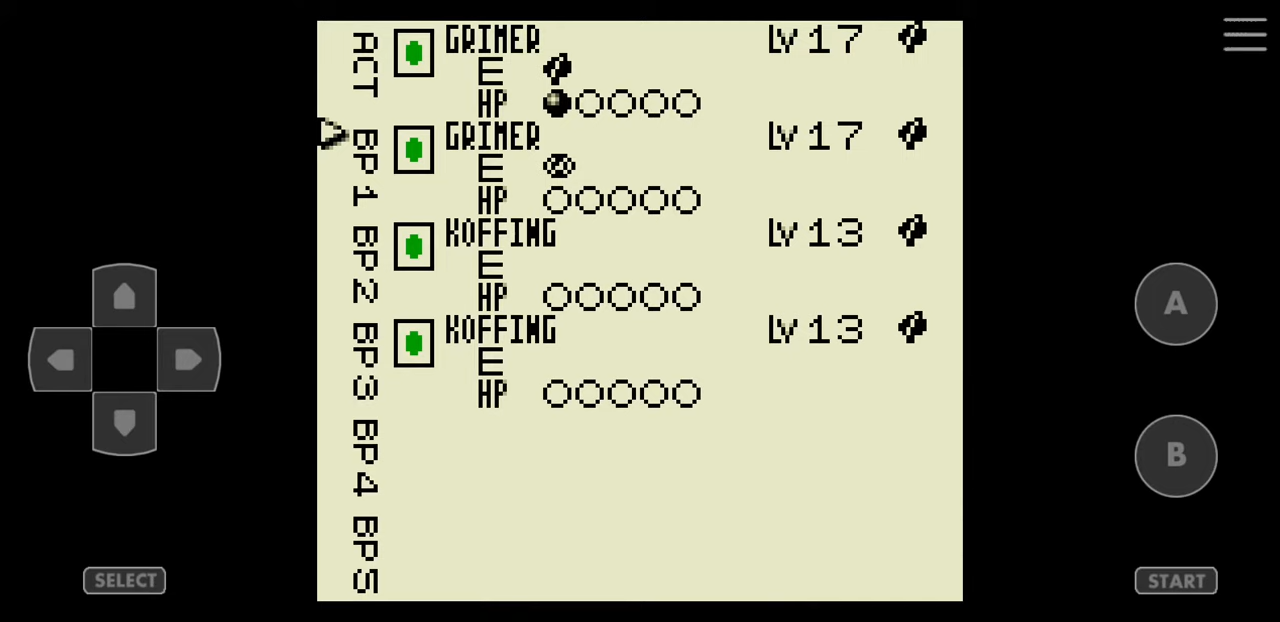 ACT GRIMER Lv17
E
HP
BP1 GRIMER Lv17
E
HP
BP2 KOFFING Lv13
E
HP
BP3 KOFFING Lv13
E
HP
BP4
BP5
A
B
SELECT
START